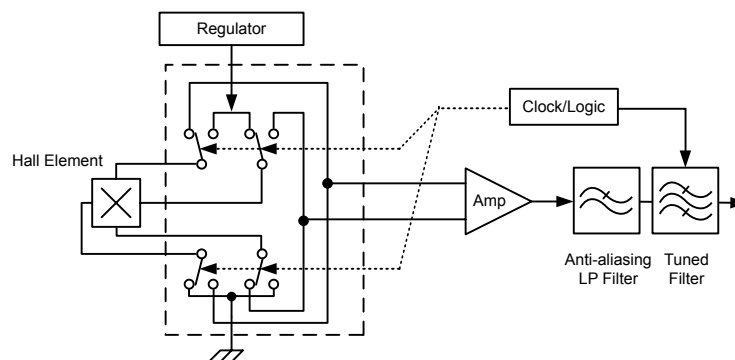 Regulator
Clock/Logic
Hall Element
Amp
Anti-aliasing
LP Filter
Tuned
Filter